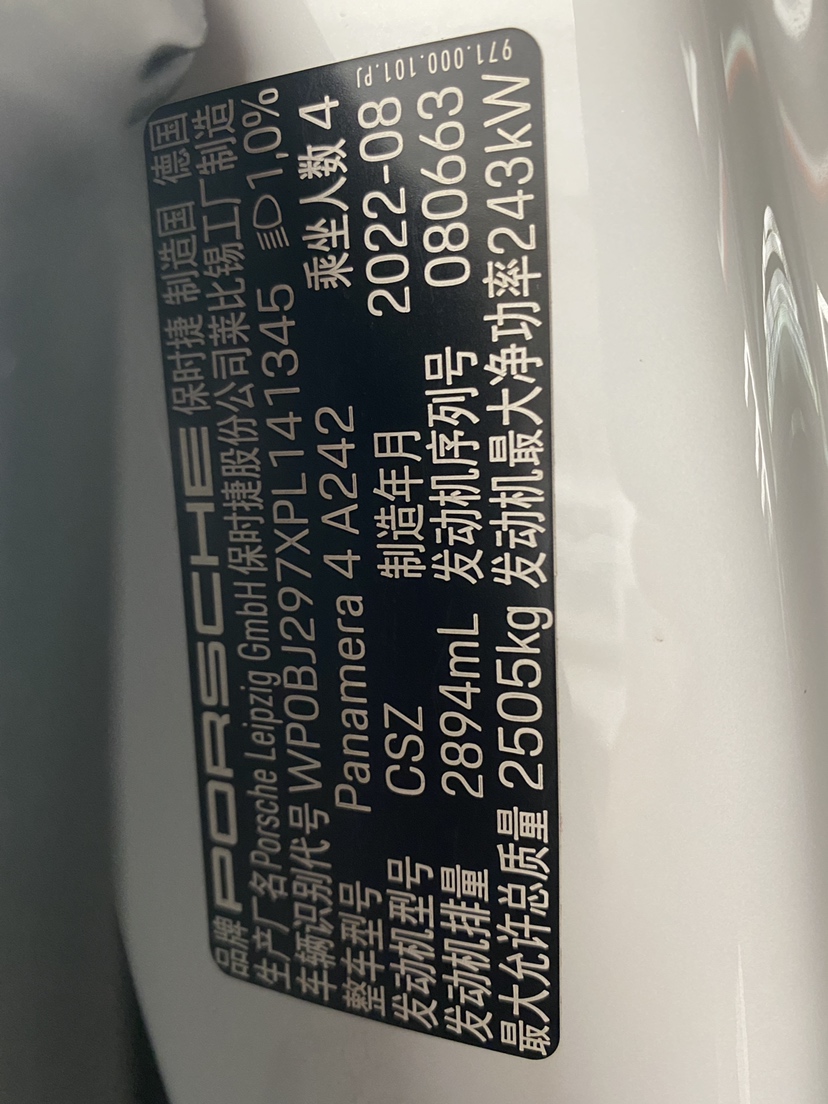 品牌 PORSCHE 保时捷 制造国 德国
生产厂名Porsche Leipzig GmbH 保时捷股份公司莱比锡工厂制造
车辆识别代号 WP0BJ297XPL141345 1,0%
整车型号 Panamera 4 A242 乘坐人数 4
发动机型号 CSZ 制造年月 2022-08
发动机排量 2894mL 发动机序列号 080663
最大允许总质量 2505kg 发动机最大净功率243kW
971.000.101.PJ